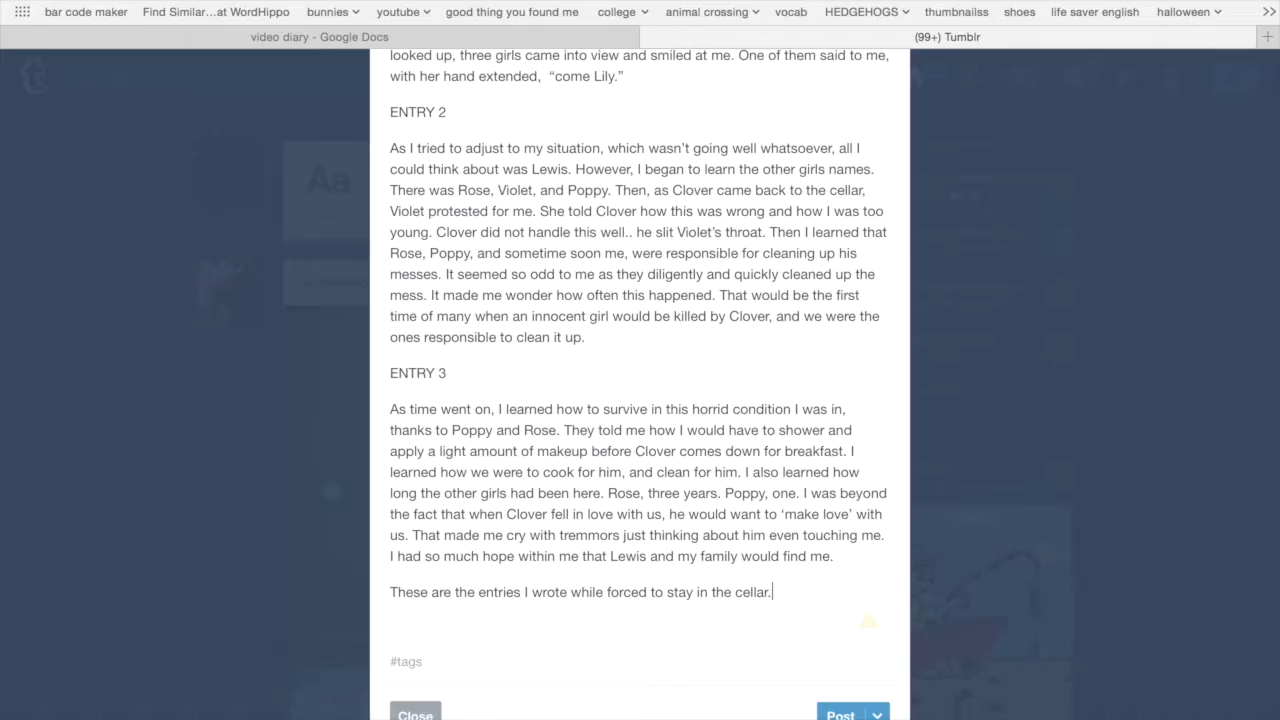 bar code maker Find Similar...at WordHippo bunnies youtube good thing you found me college animal crossing vocab HEDGEHOGS thumbnailss shoes life saver english halloween
video diary - Google Docs (99+) Tumblr
looked up, three girls came into view and smiled at me. One of them said to me,
with her hand extended,  “come Lily.”
ENTRY 2
As I tried to adjust to my situation, which wasn’t going well whatsoever, all I
could think about was Lewis. However, I began to learn the other girls names.
There was Rose, Violet, and Poppy. Then, as Clover came back to the cellar,
Violet protested for me. She told Clover how this was wrong and how I was too
young. Clover did not handle this well.. he slit Violet’s throat. Then I learned that
Rose, Poppy, and sometime soon me, were responsible for cleaning up his
messes. It seemed so odd to me as they diligently and quickly cleaned up the
mess. It made me wonder how often this happened. That would be the first
time of many when an innocent girl would be killed by Clover, and we were the
ones responsible to clean it up.
ENTRY 3
As time went on, I learned how to survive in this horrid condition I was in,
thanks to Poppy and Rose. They told me how I would have to shower and
apply a light amount of makeup before Clover comes down for breakfast. I
learned how we were to cook for him, and clean for him. I also learned how
long the other girls had been here. Rose, three years. Poppy, one. I was beyond
the fact that when Clover fell in love with us, he would want to ‘make love’ with
us. That made me cry with tremmors just thinking about him even touching me.
I had so much hope within me that Lewis and my family would find me.
These are the entries I wrote while forced to stay in the cellar.
#tags
Close Post
Aa